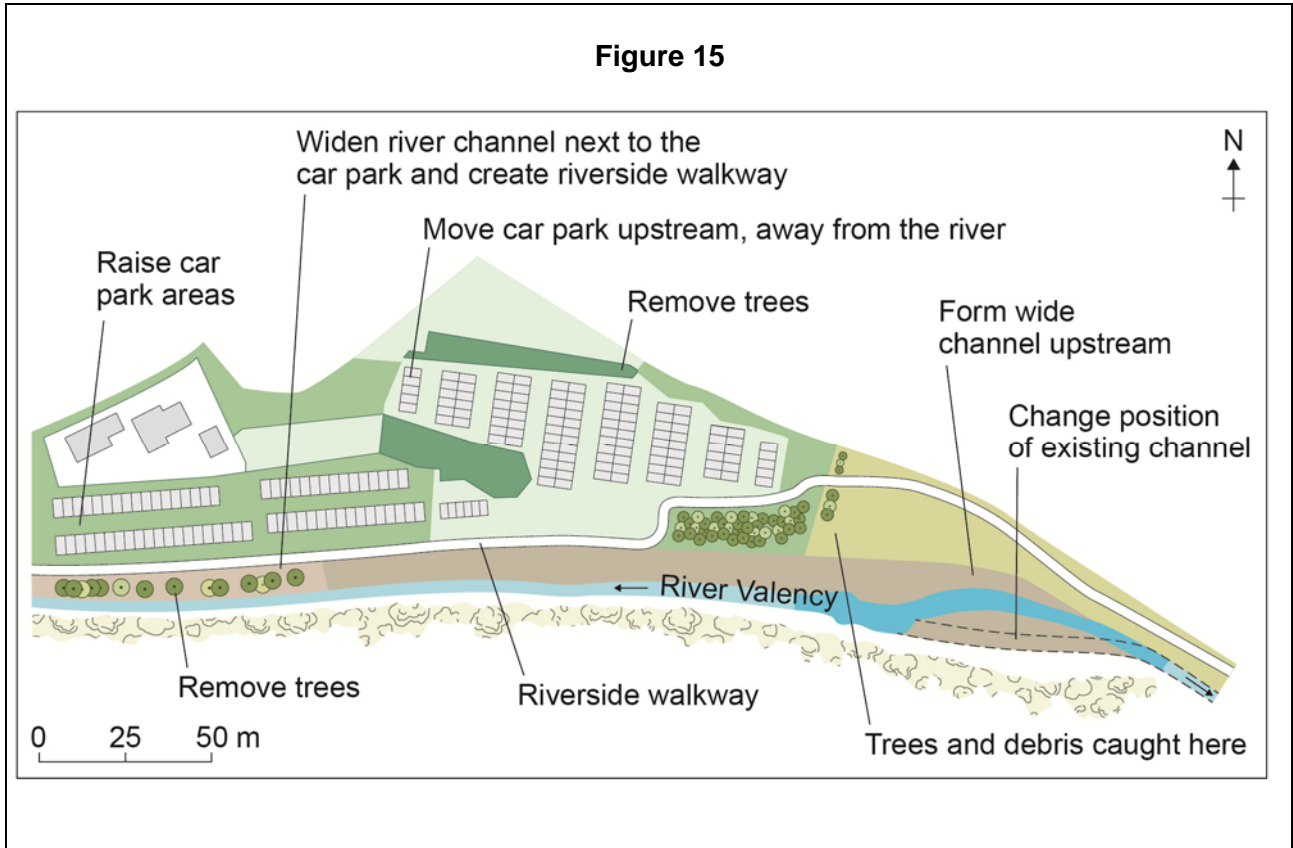 Figure 15
Widen river channel next to the
car park and create riverside walkway
N
Move car park upstream, away from the river
Raise car
park areas
Remove trees
Form wide
channel upstream
Change position
of existing channel
River Valency
Remove trees
Riverside walkway
Trees and debris caught here
0 25 50 m